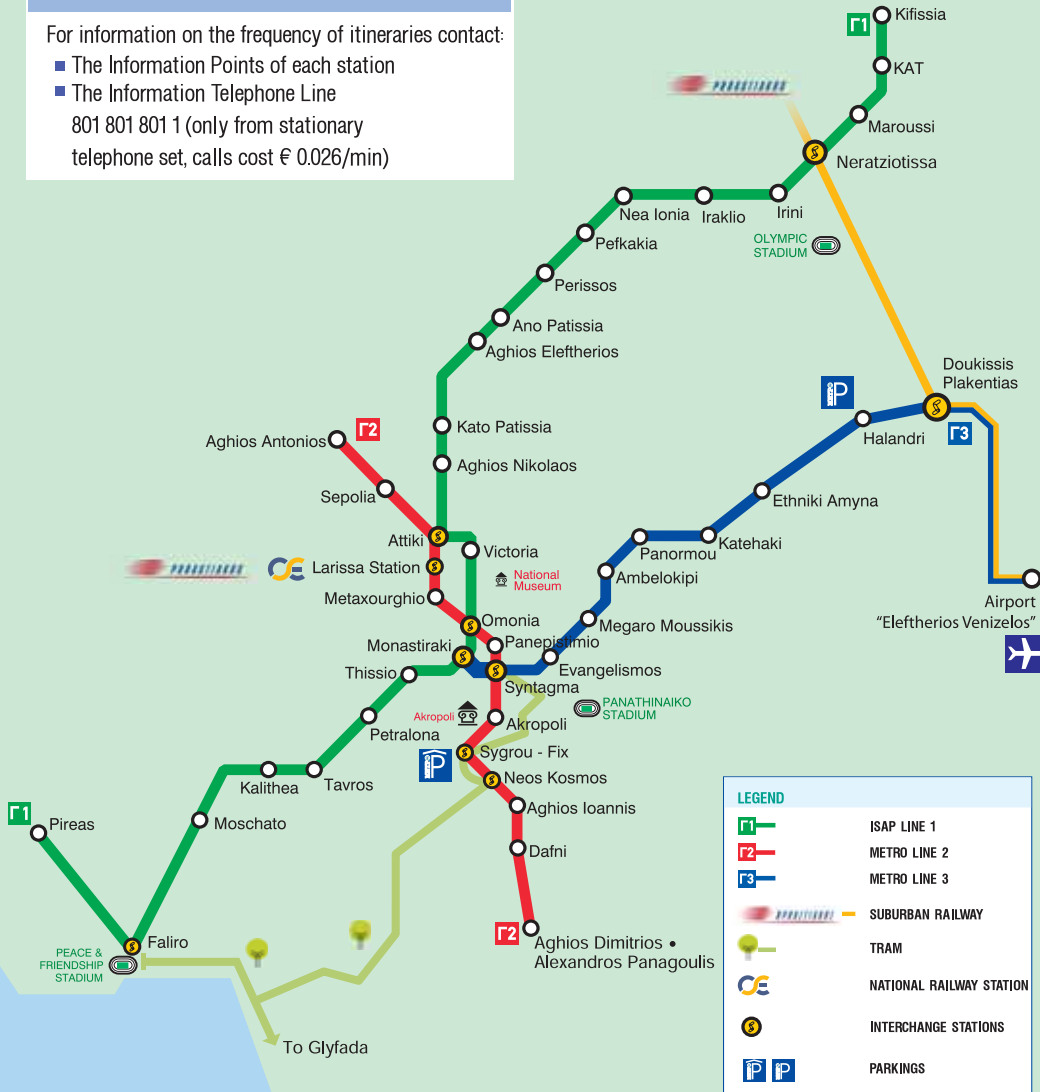 For information on the frequency of itineraries contact:
The Information Points of each station
The Information Telephone Line
801 801 801 1 (only from stationary
telephone set, calls cost € 0.026/min)
Γ1
Kifissia
KAT
Maroussi
Neratziotissa
Irini
Iraklio
Nea Ionia
OLYMPIC
STADIUM
Pefkakia
Perissos
Ano Patissia
Aghios Eleftherios
Doukissis
Plakentias
P
Halandri
Γ3
Kato Patissia
Aghios Antonios
Γ2
Aghios Nikolaos
Sepolia
Ethniki Amyna
Attiki
Victoria
Panormou
Katehaki
Larissa Station
National
Museum
Ambelokipi
Metaxourghio
Airport
"Eleftherios Venizelos"
Omonia
Megaro Moussikis
Monastiraki
Panepistimio
Thissio
Evangelismos
Syntagma
PANATHINAIKO
STADIUM
Akropoli
Akropoli
Petralona
P
Sygrou - Fix
Kalithea
Tavros
Neos Kosmos
Γ1
Pireas
Moschato
Aghios Ioannis
Dafni
Γ2
Aghios Dimitrios •
Alexandros Panagoulis
Faliro
PEACE &
FRIENDSHIP
STADIUM
To Glyfada
LEGEND
Γ1 ISAP LINE 1
Γ2 METRO LINE 2
Γ3 METRO LINE 3
SUBURBAN RAILWAY
TRAM
NATIONAL RAILWAY STATION
INTERCHANGE STATIONS
P P PARKINGS